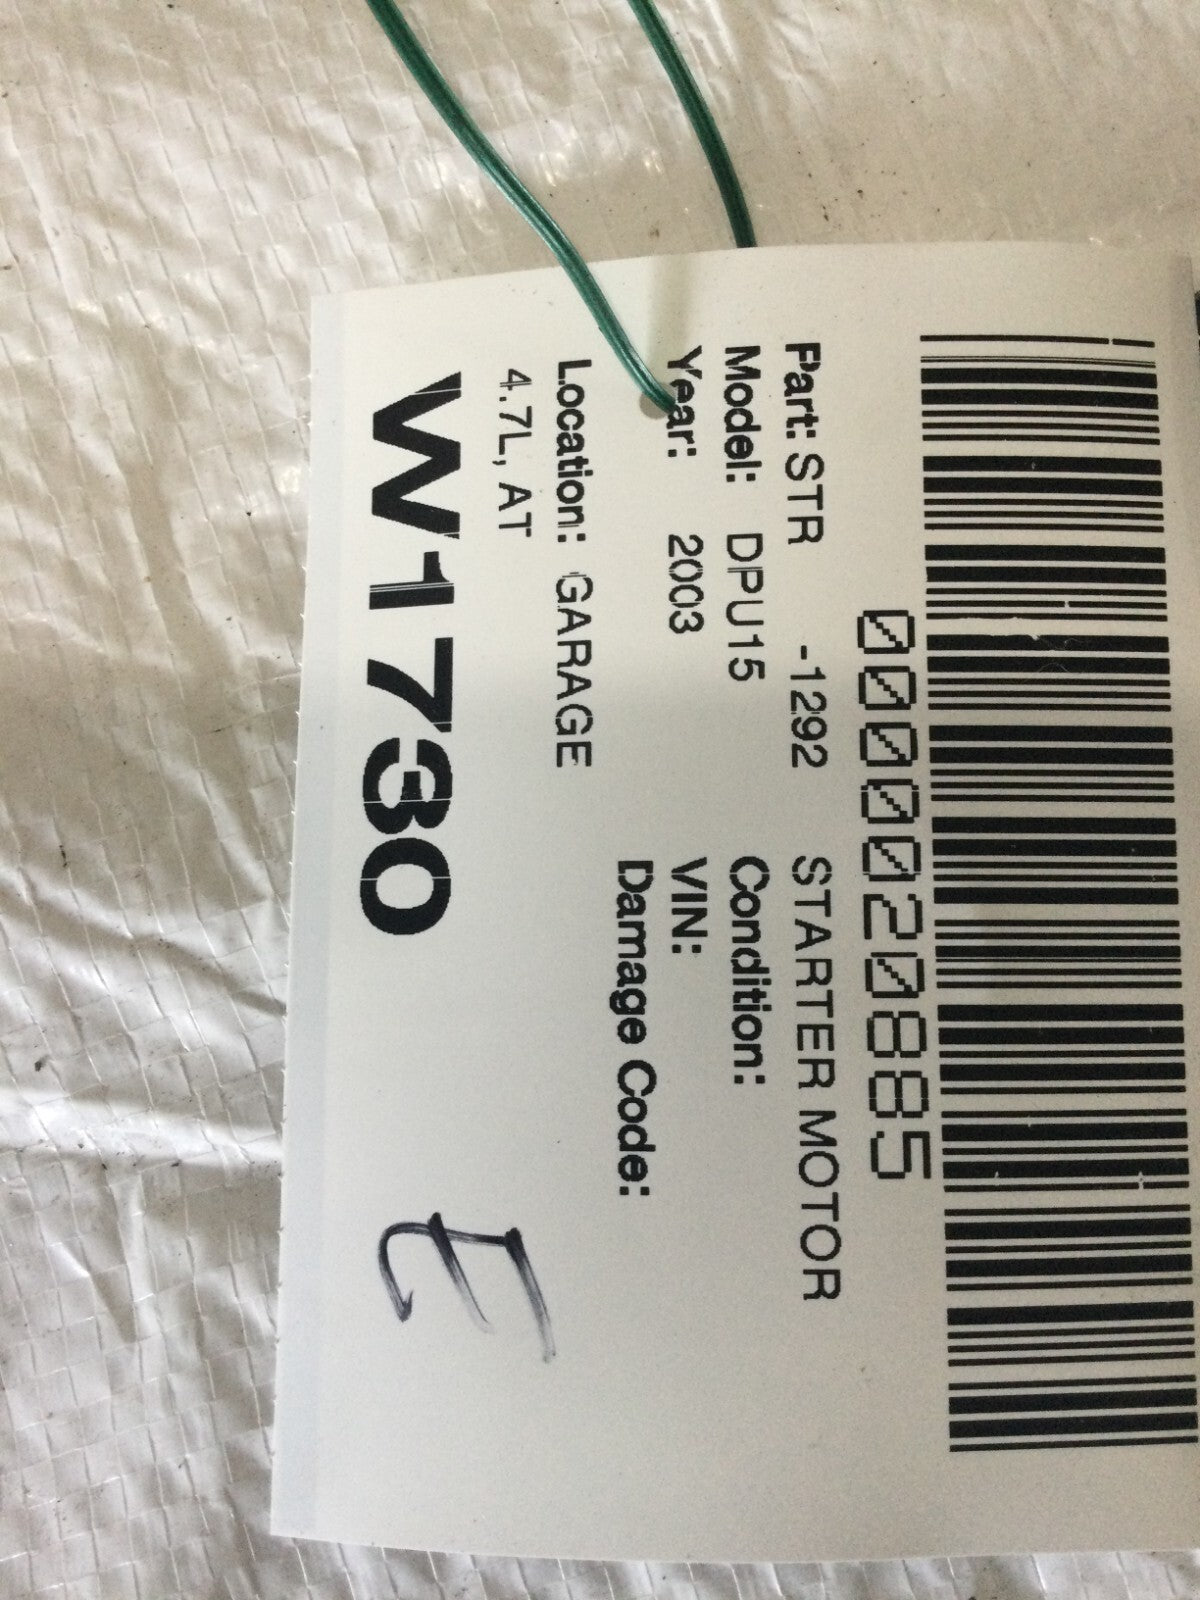 0000020885
Part: STR -1292 STARTER MOTOR
Model: DPU15 Condition:
Year: 2003 VIN:
Damage Code:
Location: GARAGE
4.7L, AT
W1730
E